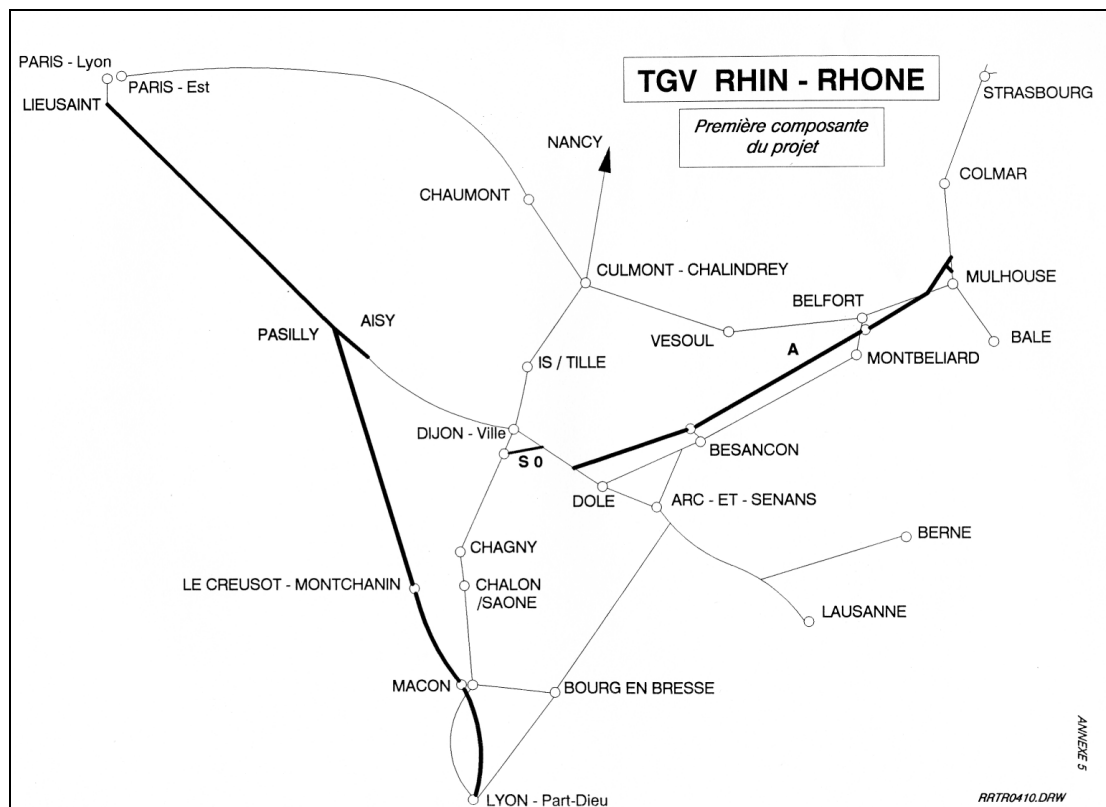 PARIS - Lyon
PARIS - Est
LIEUSAINT
TGV RHIN - RHONE
Première composante
du projet
STRASBOURG
NANCY
COLMAR
CHAUMONT
CULMONT - CHALINDREY
MULHOUSE
BELFORT
PASILLY
AISY
VESOUL
A
BALE
MONTBELIARD
IS / TILLE
DIJON - Ville
S 0
BESANCON
DOLE
ARC - ET - SENANS
BERNE
CHAGNY
LE CREUSOT - MONTCHANIN
CHALON
/SAONE
LAUSANNE
MACON
BOURG EN BRESSE
LYON - Part-Dieu
ANNEXE 5
RRTR0410.DRW